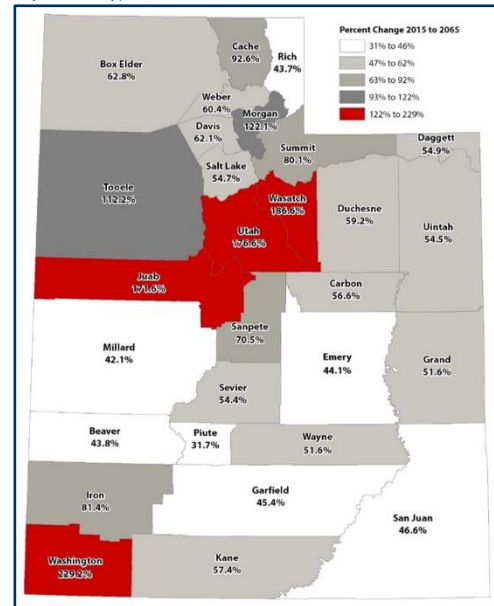 Percent Change 2015 to 2065
31% to 46%
47% to 62%
63% to 92%
93% to 122%
122% to 229%
Cache
92.6%
Rich
43.7%
Box Elder
62.8%
Weber
60.4%
Morgan
122.1%
Davis
62.1%
Summit
80.1%
Daggett
54.9%
Salt Lake
54.7%
Tooele
112.2%
Wasatch
186.6%
Utah
176.6%
Duchesne
59.2%
Uintah
54.5%
Juab
171.6%
Carbon
56.6%
Sanpete
70.5%
Millard
42.1%
Emery
44.1%
Grand
51.6%
Sevier
54.4%
Beaver
43.8%
Piute
31.7%
Wayne
51.6%
Iron
81.4%
Garfield
45.4%
San Juan
46.6%
Washington
229.2%
Kane
57.4%